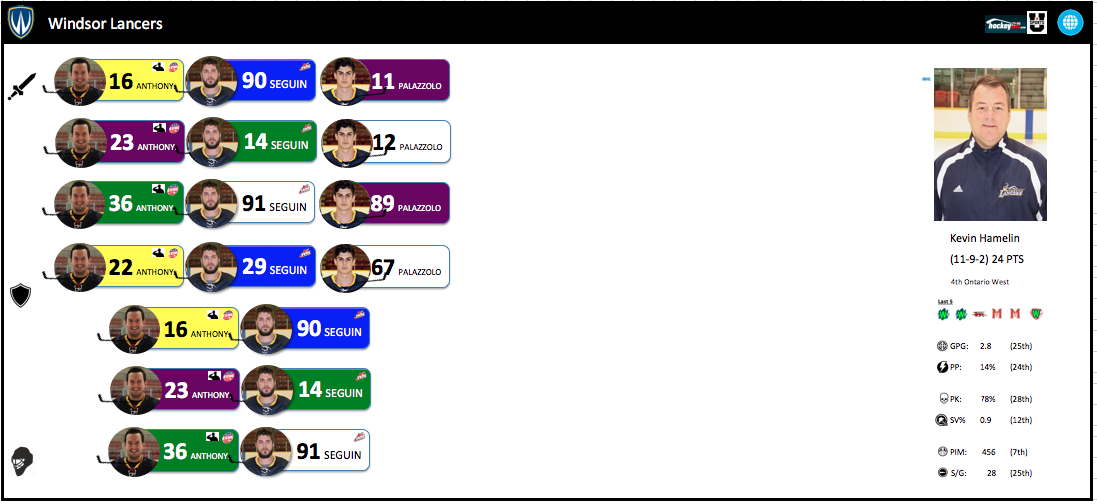 Windsor Lancers
hockey
U
SPORTS
16 ANTHONY 90 SEGUIN 11 PALAZZOLO
23 ANTHONY 14 SEGUIN 12 PALAZZOLO
36 ANTHONY 91 SEGUIN 89 PALAZZOLO
22 ANTHONY 29 SEGUIN 67 PALAZZOLO
16 ANTHONY 90 SEGUIN
23 ANTHONY 14 SEGUIN
36 ANTHONY 91 SEGUIN
Kevin Hamelin
(11-9-2) 24 PTS
4th Ontario West
Last 5
GPG: 2.8 (25th)
PP: 14% (24th)
PK: 78% (28th)
SV% 0.9 (12th)
PIM: 456 (7th)
S/G: 28 (25th)